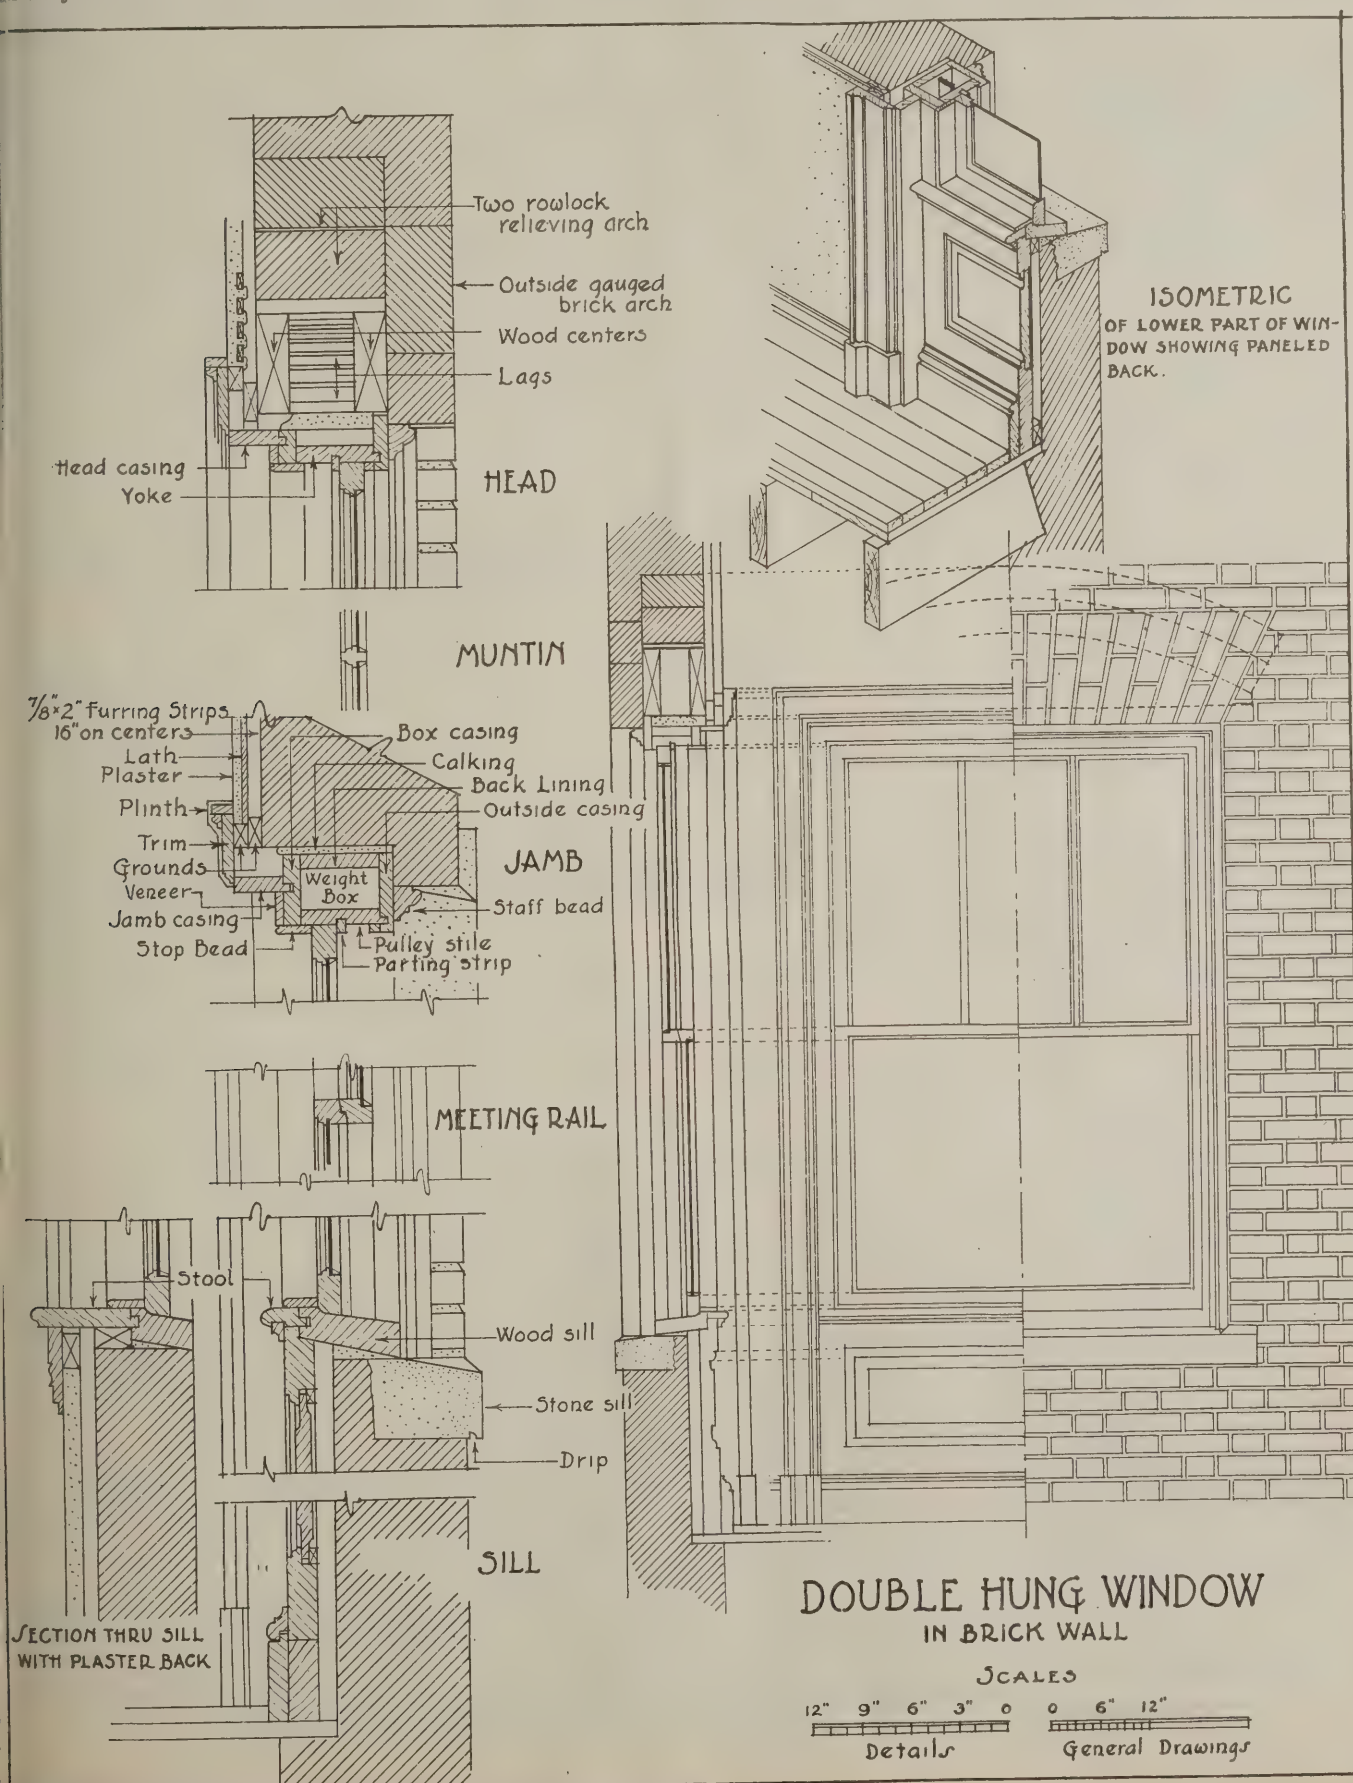 Two rowlock
relieving arch
Outside gauged
brick arch
Wood centers
Lags
Head casing
Yoke
HEAD
ISOMETRIC
OF LOWER PART OF WIN-
DOW SHOWING PANELED
BACK.
MUNTIN
7/8"×2" Furring Strips
16" on centers
Lath
Plaster
Plinth
Trim
Grounds
Veneer
Jamb casing
Stop Bead
Box casing
Calking
Back Lining
Outside casing
JAMB
Weight
Box
Staff bead
Pulley stile
Parting strip
MEETING RAIL
Stool
Wood sill
Stone sill
Drip
SILL
SECTION THRU SILL
WITH PLASTER BACK
DOUBLE HUNG WINDOW
IN BRICK WALL
SCALES
12" 9" 6" 3" 0
Details
0 6" 12"
General Drawings